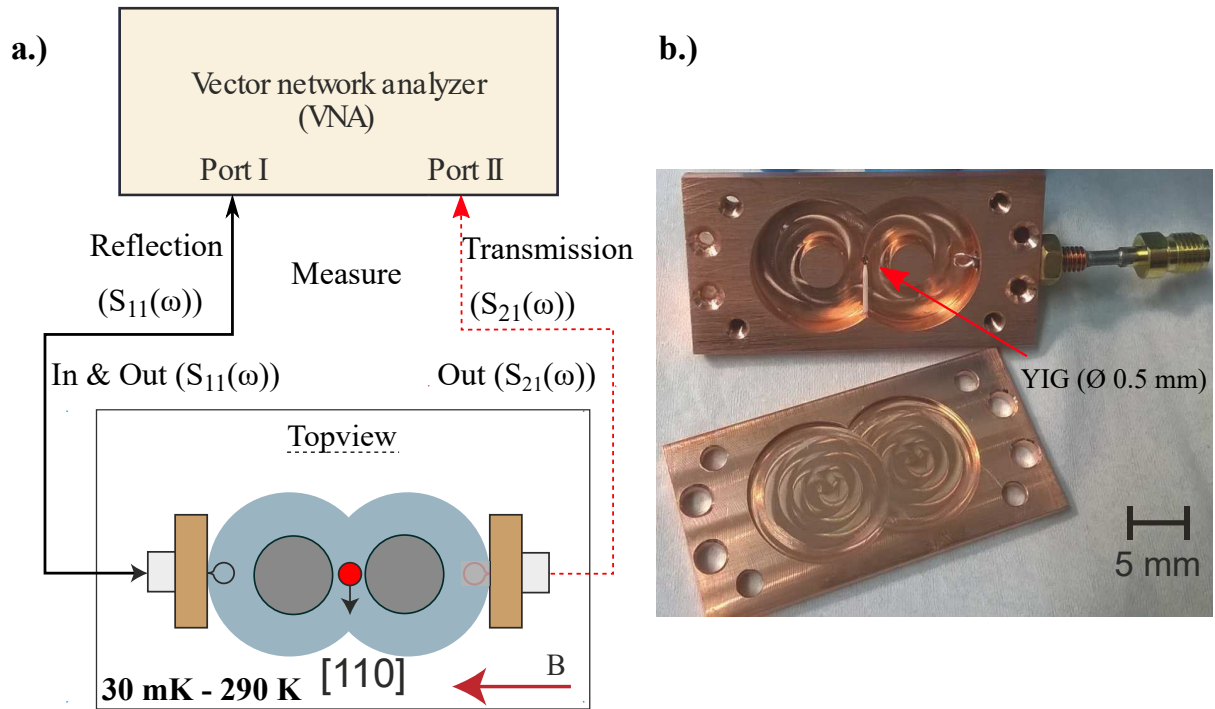 a.)
Vector network analyzer
(VNA)
Port I
Port II
Reflection
(S₁₁(ω))
Measure
Transmission
(S₂₁(ω))
In & Out (S₁₁(ω))
Out (S₂₁(ω))
Topview
[110]
B
30 mK - 290 K
b.)
YIG (Ø 0.5 mm)
5 mm